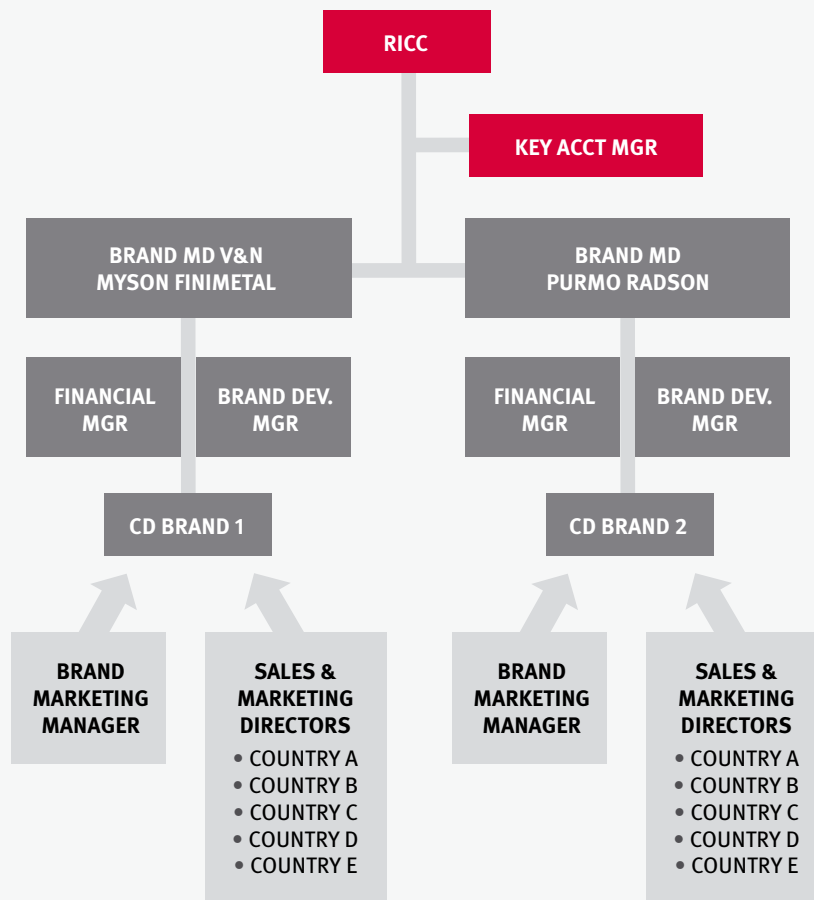 RICC
KEY ACCT MGR
BRAND MD V&N
MYSON FINIMETAL
BRAND MD
PURMO RADSON
FINANCIAL
MGR
BRAND DEV.
MGR
FINANCIAL
MGR
BRAND DEV.
MGR
CD BRAND 1
CD BRAND 2
BRAND
MARKETING
MANAGER
SALES &
MARKETING
DIRECTORS
• COUNTRY A
• COUNTRY B
• COUNTRY C
• COUNTRY D
• COUNTRY E
BRAND
MARKETING
MANAGER
SALES &
MARKETING
DIRECTORS
• COUNTRY A
• COUNTRY B
• COUNTRY C
• COUNTRY D
• COUNTRY E